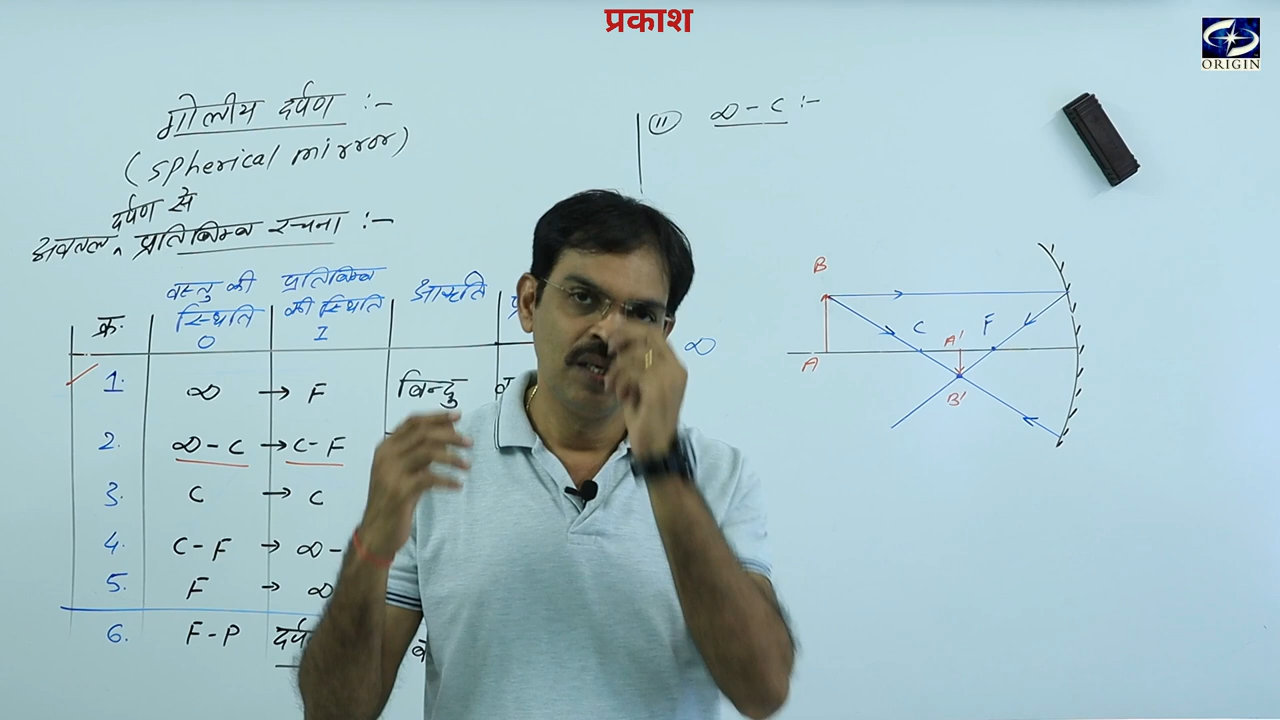 प्रकाश
ORIGIN
गोलीय दर्पण :-
(spherical mirror)
दर्पण से
अवतल ^ प्रतिबिम्ब रचना :-
क्र. वस्तु की स्थिति O प्रतिबिम्ब की स्थिति I आकृति
1. ∞ → F बिन्दु
2. ∞ - C → C - F
3. C → C
4. C - F → ∞ -
5. F → ∞
6. F - P
(ii) ∞ - C :-
∞
B
A
C
A'
F
B'